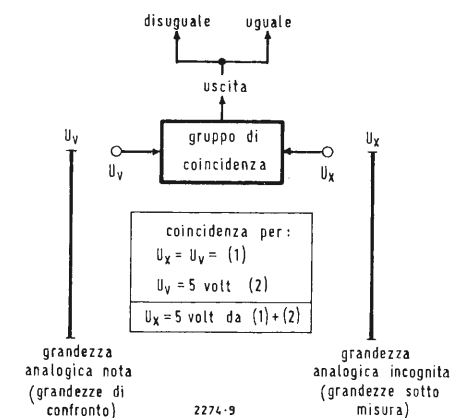 disuguale uguale
uscita
U_v gruppo di U_x
U_v coincidenza U_x
coincidenza per:
U_x = U_v = (1)
U_v = 5 volt (2)
U_x = 5 volt da (1)+(2)
grandezza
analogica nota
(grandezze di
confronto)
grandezza
analogica incognita
(grandezze sotto
misura)
2274-9